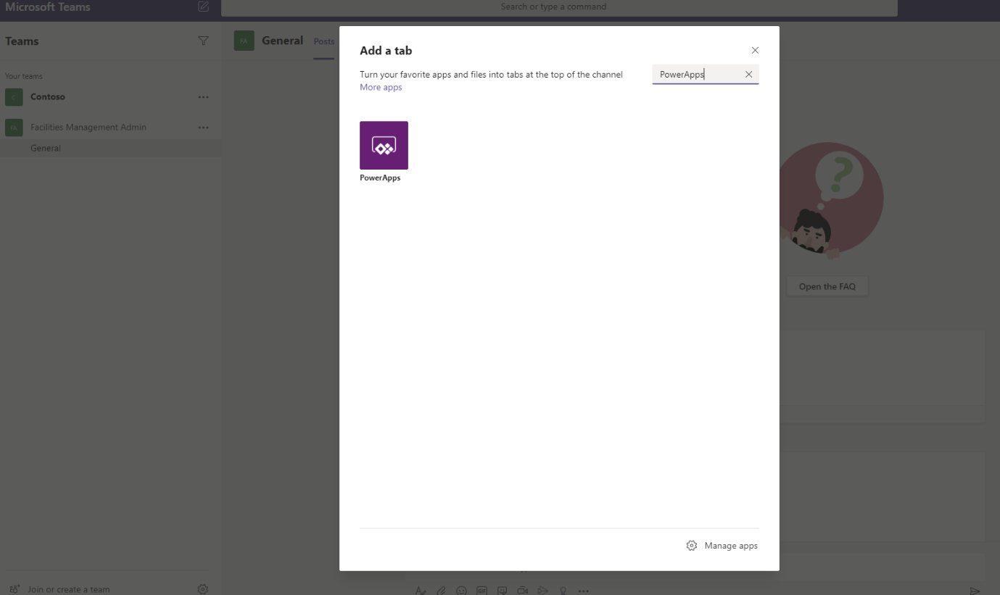 Microsoft Teams
Search or type a command
Teams
Your teams
C
Contoso
FA
Facilities Management Admin
General
Join or create a team
FA
General
Posts
Add a tab
Turn your favorite apps and files into tabs at the top of the channel
More apps
PowerApps
PowerApps
Manage apps
?
Open the FAQ
GIF